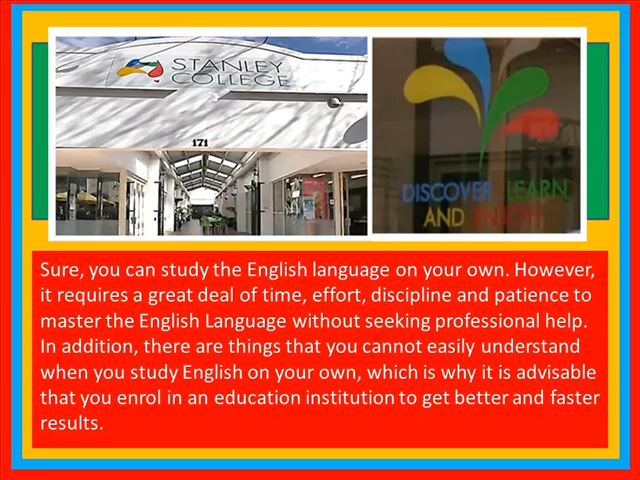 STANLEY
COLLEGE
171
DISCOVER, LEARN
AND ENJOY!
Sure, you can study the English language on your own. However,
it requires a great deal of time, effort, discipline and patience to
master the English Language without seeking professional help.
In addition, there are things that you cannot easily understand
when you study English on your own, which is why it is advisable
that you enrol in an education institution to get better and faster
results.